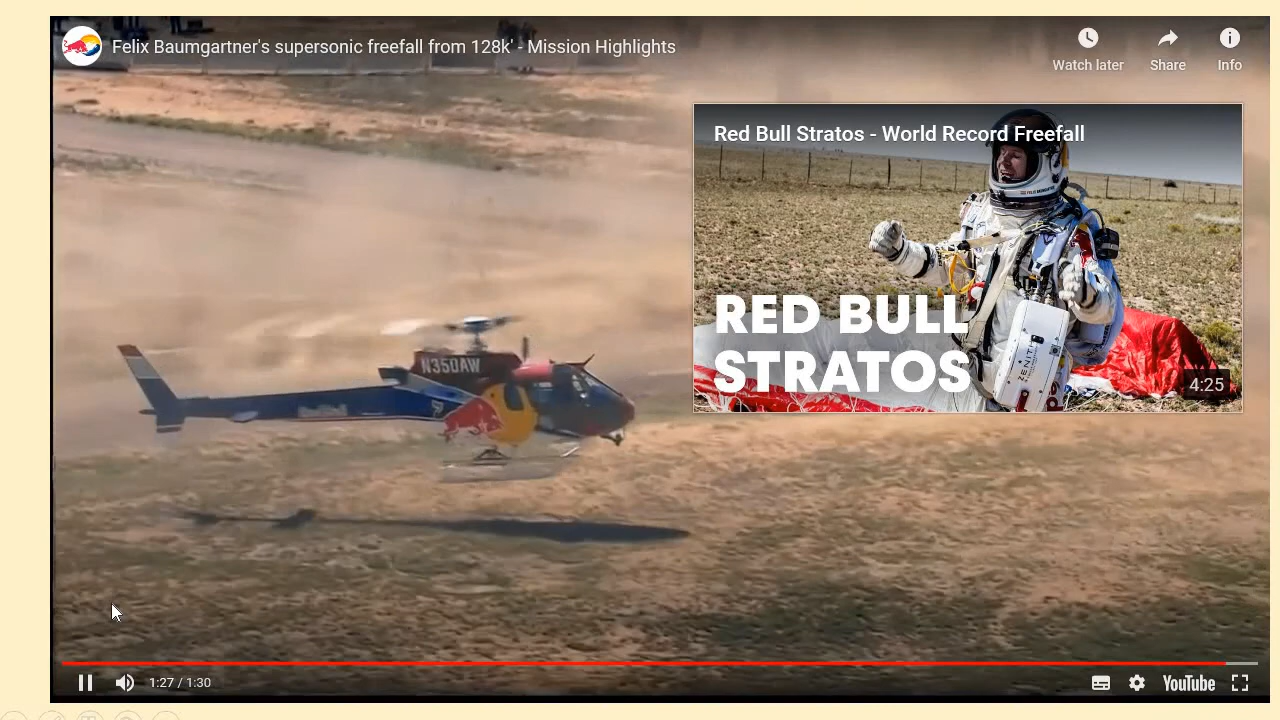 Felix Baumgartner's supersonic freefall from 128k' - Mission Highlights
Watch later
Share
Info
Red Bull Stratos - World Record Freefall
RED BULL
STRATOS
ZENITH
4:25
N350AW
1:27 / 1:30
YouTube